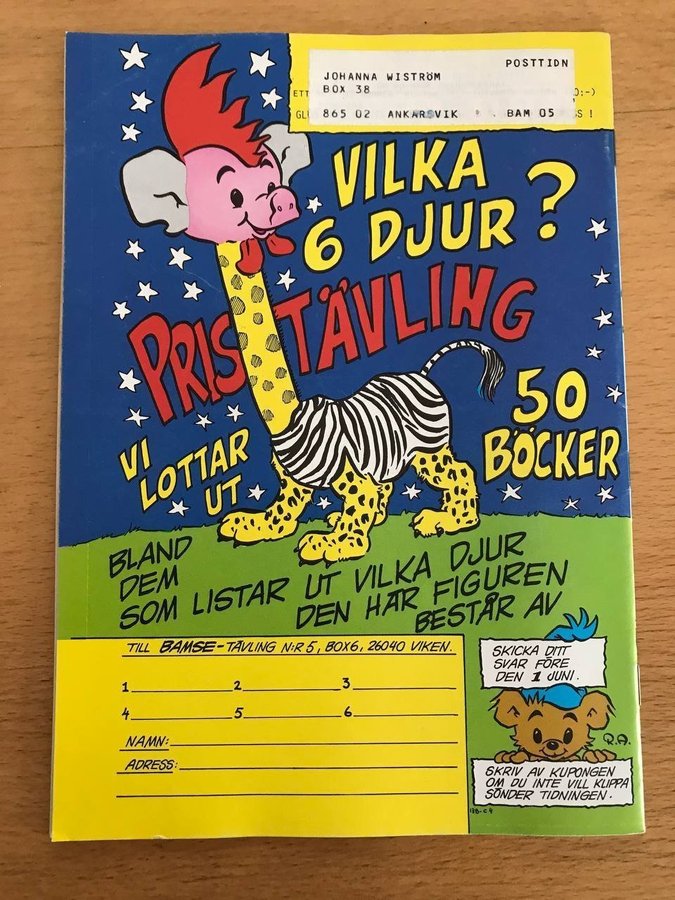 POSTTIDN
JOHANNA WISTRÖM
BOX 38
865 02 ANKARSVIK BAM 05
ETT
VILKA
6 DJUR?
PRISTÄVLING
50
BÖCKER
VI
LOTTAR
UT
BLAND
DEM
SOM LISTAR UT VILKA DJUR
DEN HÄR FIGUREN
BESTÅR AV
TILL BAMSE-TÄVLING N:R 5, BOX 6, 26040 VIKEN.
1 2 3
4 5 6
NAMN:
ADRESS:
SKICKA DITT
SVAR FÖRE
DEN 1 JUNI.
R.A.
SKRIV AV KUPONGEN
OM DU INTE VILL KLIPPA
SÖNDER TIDNINGEN.